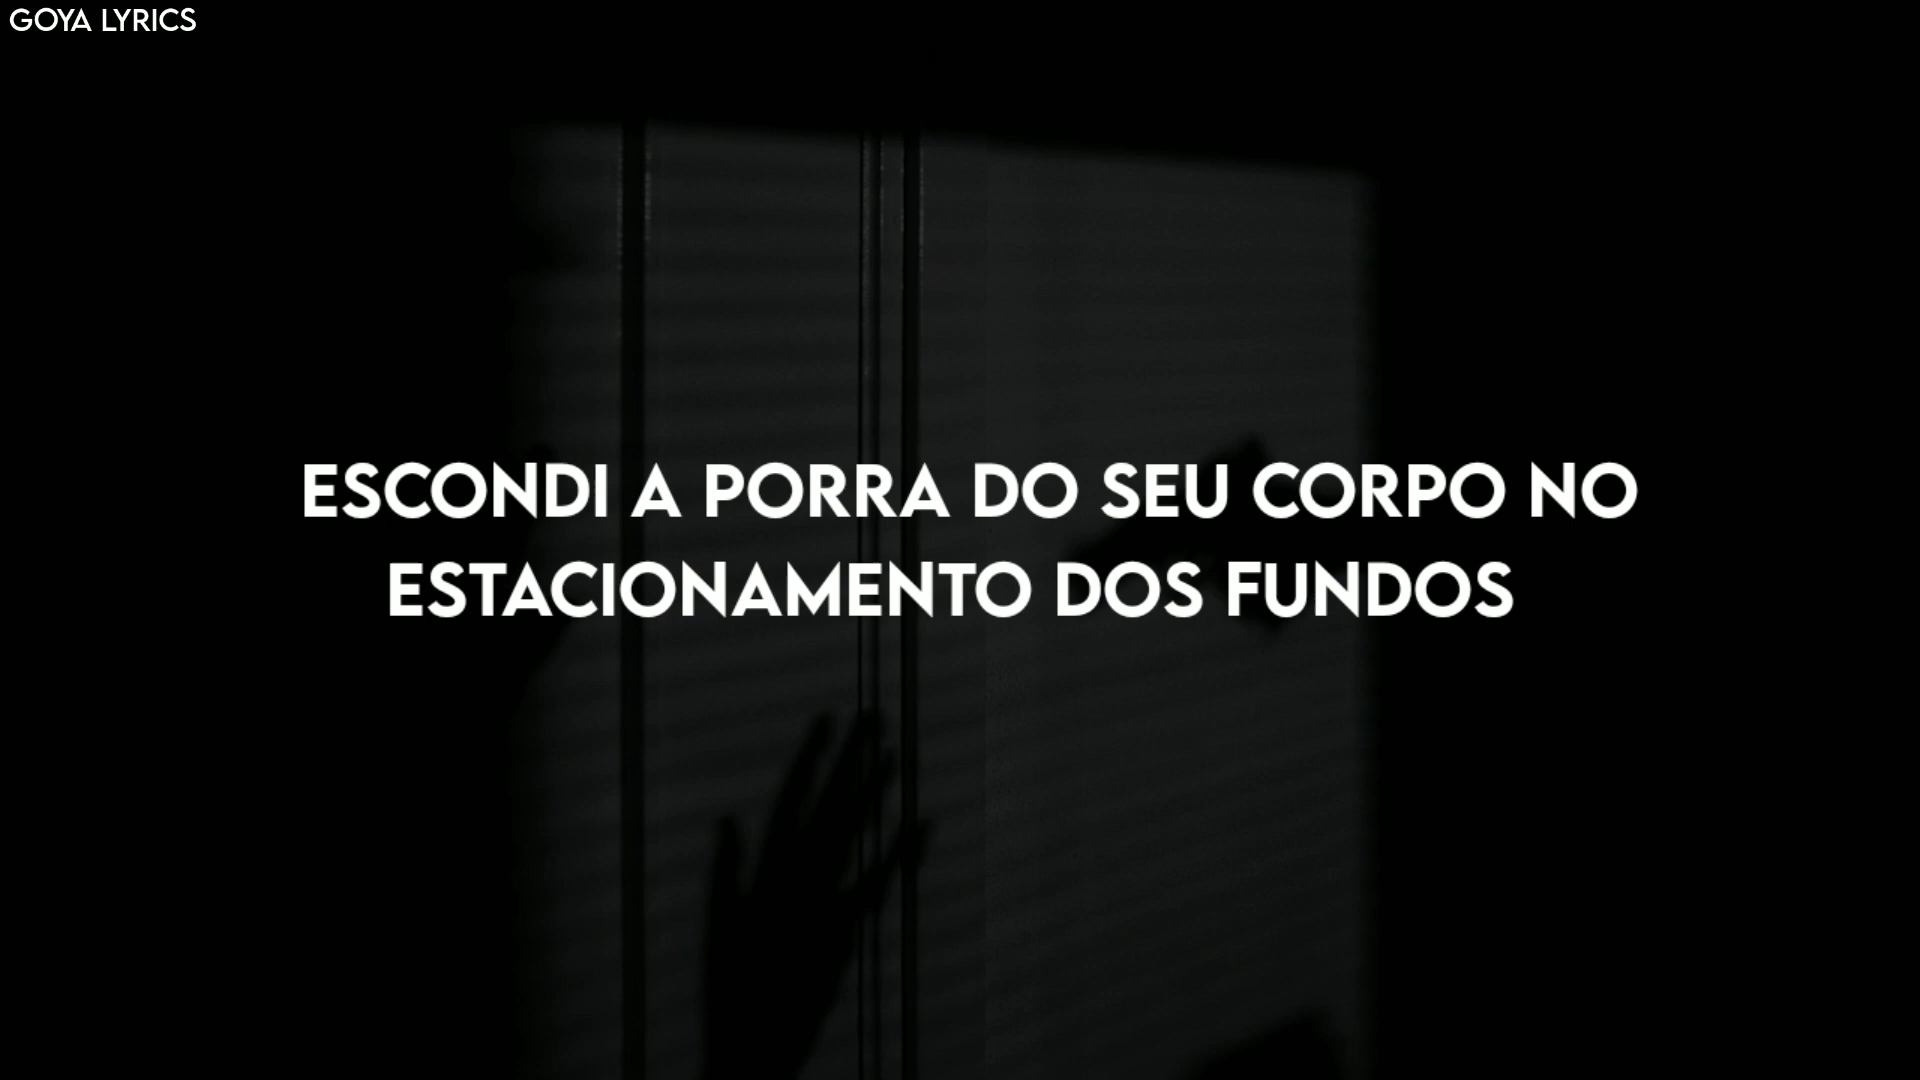 GOYA LYRICS
ESCONDI A PORRA DO SEU CORPO NO
ESTACIONAMENTO DOS FUNDOS